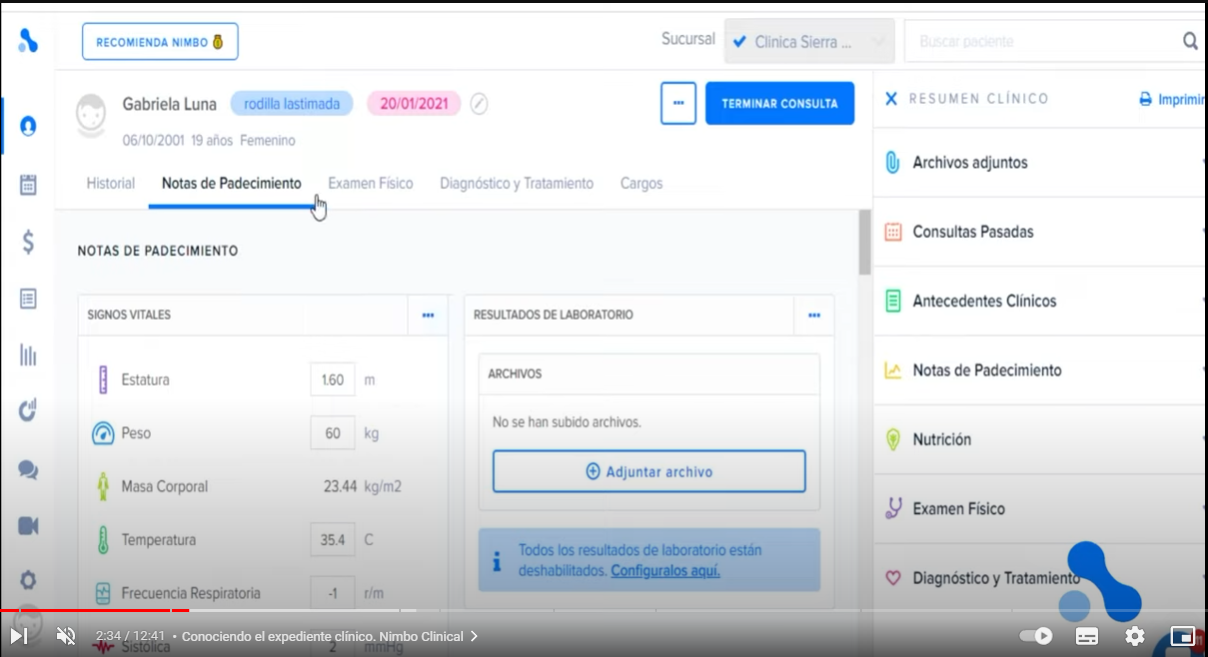 RECOMIENDA NIMBO
Sucursal
Clinica Sierra ...
Buscar paciente
Gabriela Luna
rodilla lastimada
20/01/2021
06/10/2001 19 años Femenino
...
TERMINAR CONSULTA
RESUMEN CLÍNICO
Imprimir
Historial
Notas de Padecimiento
Examen Físico
Diagnóstico y Tratamiento
Cargos
NOTAS DE PADECIMIENTO
SIGNOS VITALES
...
Estatura 1.60 m
Peso 60 kg
Masa Corporal 23.44 kg/m2
Temperatura 35.4 C
Frecuencia Respiratoria -1 r/m
Sistólica 2 mmHg
RESULTADOS DE LABORATORIO
...
ARCHIVOS
No se han subido archivos.
Adjuntar archivo
Todos los resultados de laboratorio están
deshabilitados. Configuralos aquí.
Archivos adjuntos
Consultas Pasadas
Antecedentes Clínicos
Notas de Padecimiento
Nutrición
Examen Físico
Diagnóstico y Tratamiento
2:34 / 12:41 • Conociendo el expediente clínico. Nimbo Clinical